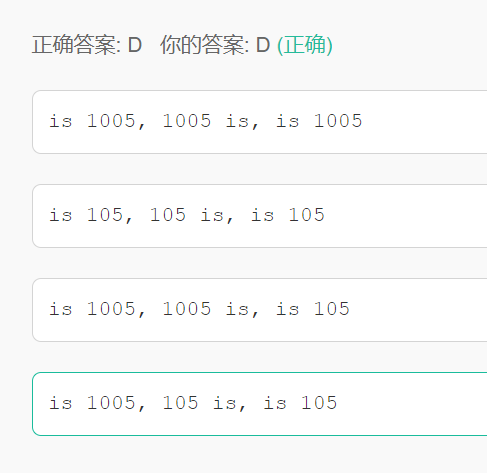 正确答案: D 你的答案: D (正确)
is 1005, 1005 is, is 1005
is 105, 105 is, is 105
is 1005, 1005 is, is 105
is 1005, 105 is, is 105